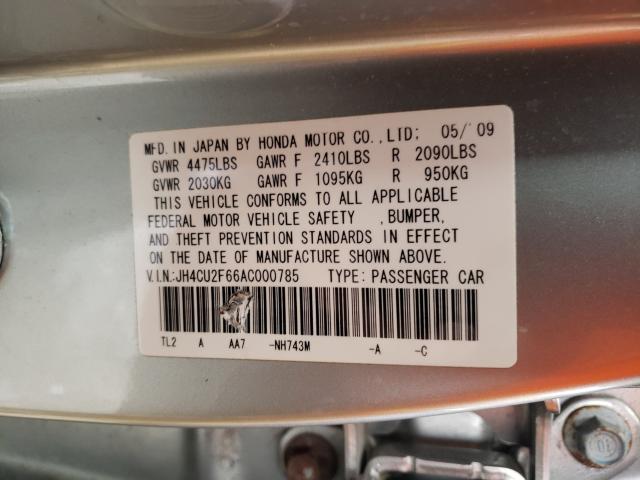 MFD. IN JAPAN BY HONDA MOTOR CO., LTD: 05/'09
GVWR 4475LBS GAWR F 2410LBS R 2090LBS
GVWR 2030KG GAWR F 1095KG R 950KG
THIS VEHICLE CONFORMS TO ALL APPLICABLE
FEDERAL MOTOR VEHICLE SAFETY , BUMPER,
AND THEFT PREVENTION STANDARDS IN EFFECT
ON THE DATE OF MANUFACTURE SHOWN ABOVE.
V.I.N.:JH4CU2F66AC000785 TYPE: PASSENGER CAR
TL2 A AA7 -NH743M -A -C